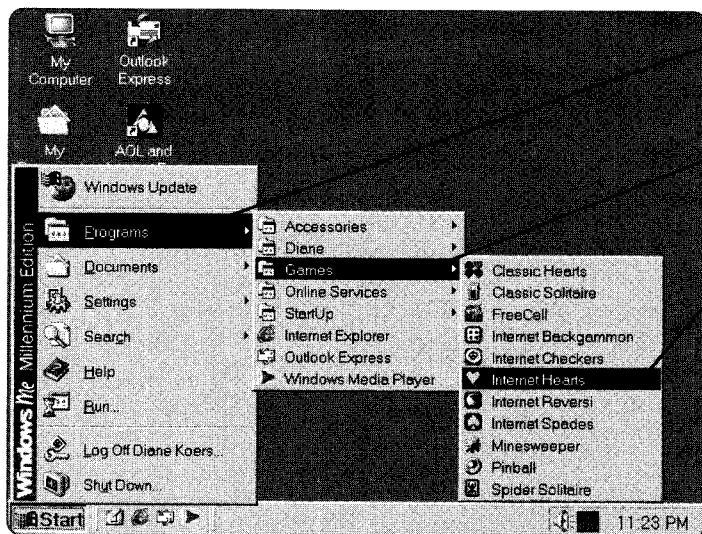 My
Computer
Outlook
Express
My
AOL and
Windows Update
Programs
Documents
Settings
Search
Help
Run...
Log Off Diane Koers...
Shut Down...
Windows Me Millennium Edition
Accessories
Diane
Games
Online Services
StartUp
Internet Explorer
Outlook Express
Windows Media Player
Classic Hearts
Classic Solitaire
FreeCell
Internet Backgammon
Internet Checkers
Internet Hearts
Internet Reversi
Internet Spades
Minesweeper
Pinball
Spider Solitaire
Start
11:23 PM